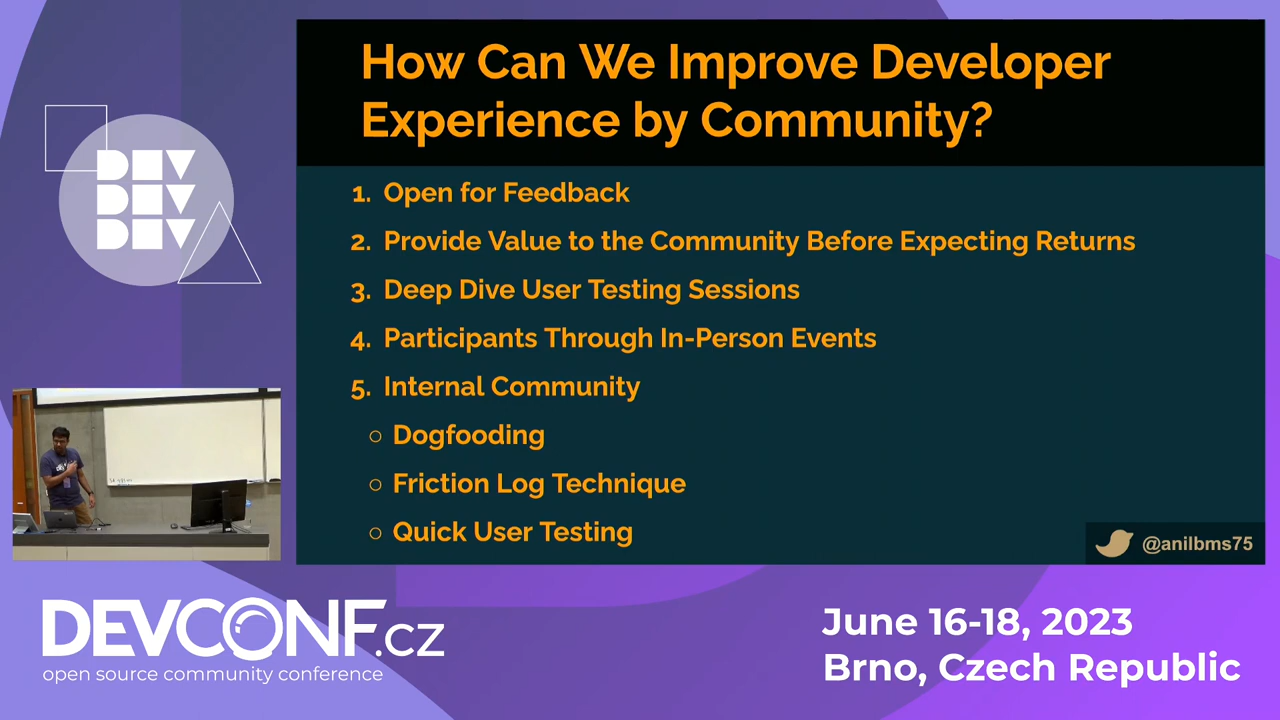 DEV
DEV
DEV
How Can We Improve Developer
Experience by Community?
1. Open for Feedback
2. Provide Value to the Community Before Expecting Returns
3. Deep Dive User Testing Sessions
4. Participants Through In-Person Events
5. Internal Community
○ Dogfooding
○ Friction Log Technique
○ Quick User Testing
@anilbms75
DEVCONF.cz
open source community conference
June 16-18, 2023
Brno, Czech Republic